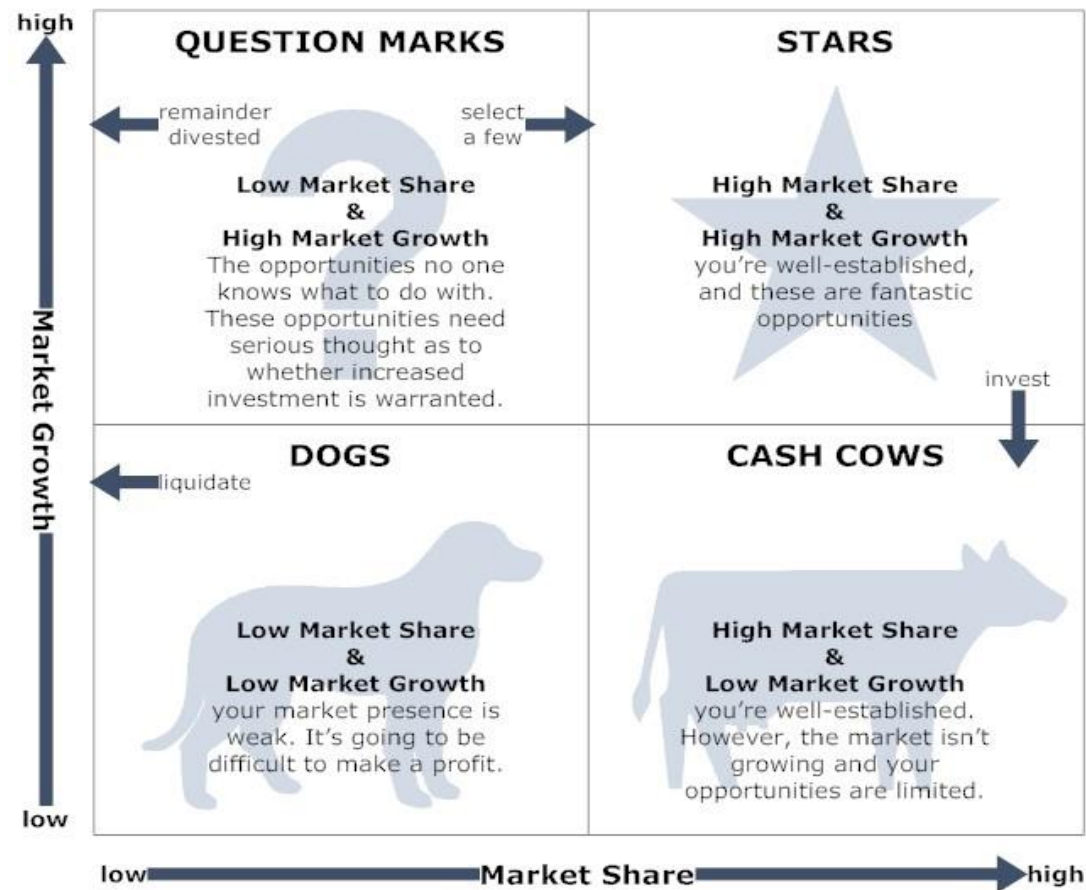 high
QUESTION MARKS
remainder
divested
select
a few
Low Market Share
&
High Market Growth
The opportunities no one
knows what to do with.
These opportunities need
serious thought as to
whether increased
investment is warranted.
STARS
High Market Share
&
High Market Growth
you're well-established,
and these are fantastic
opportunities
invest
Market Growth
DOGS
liquidate
Low Market Share
&
Low Market Growth
your market presence is
weak. It's going to be
difficult to make a profit.
CASH COWS
High Market Share
&
Low Market Growth
you're well-established.
However, the market isn't
growing and your
opportunities are limited.
low
low Market Share high